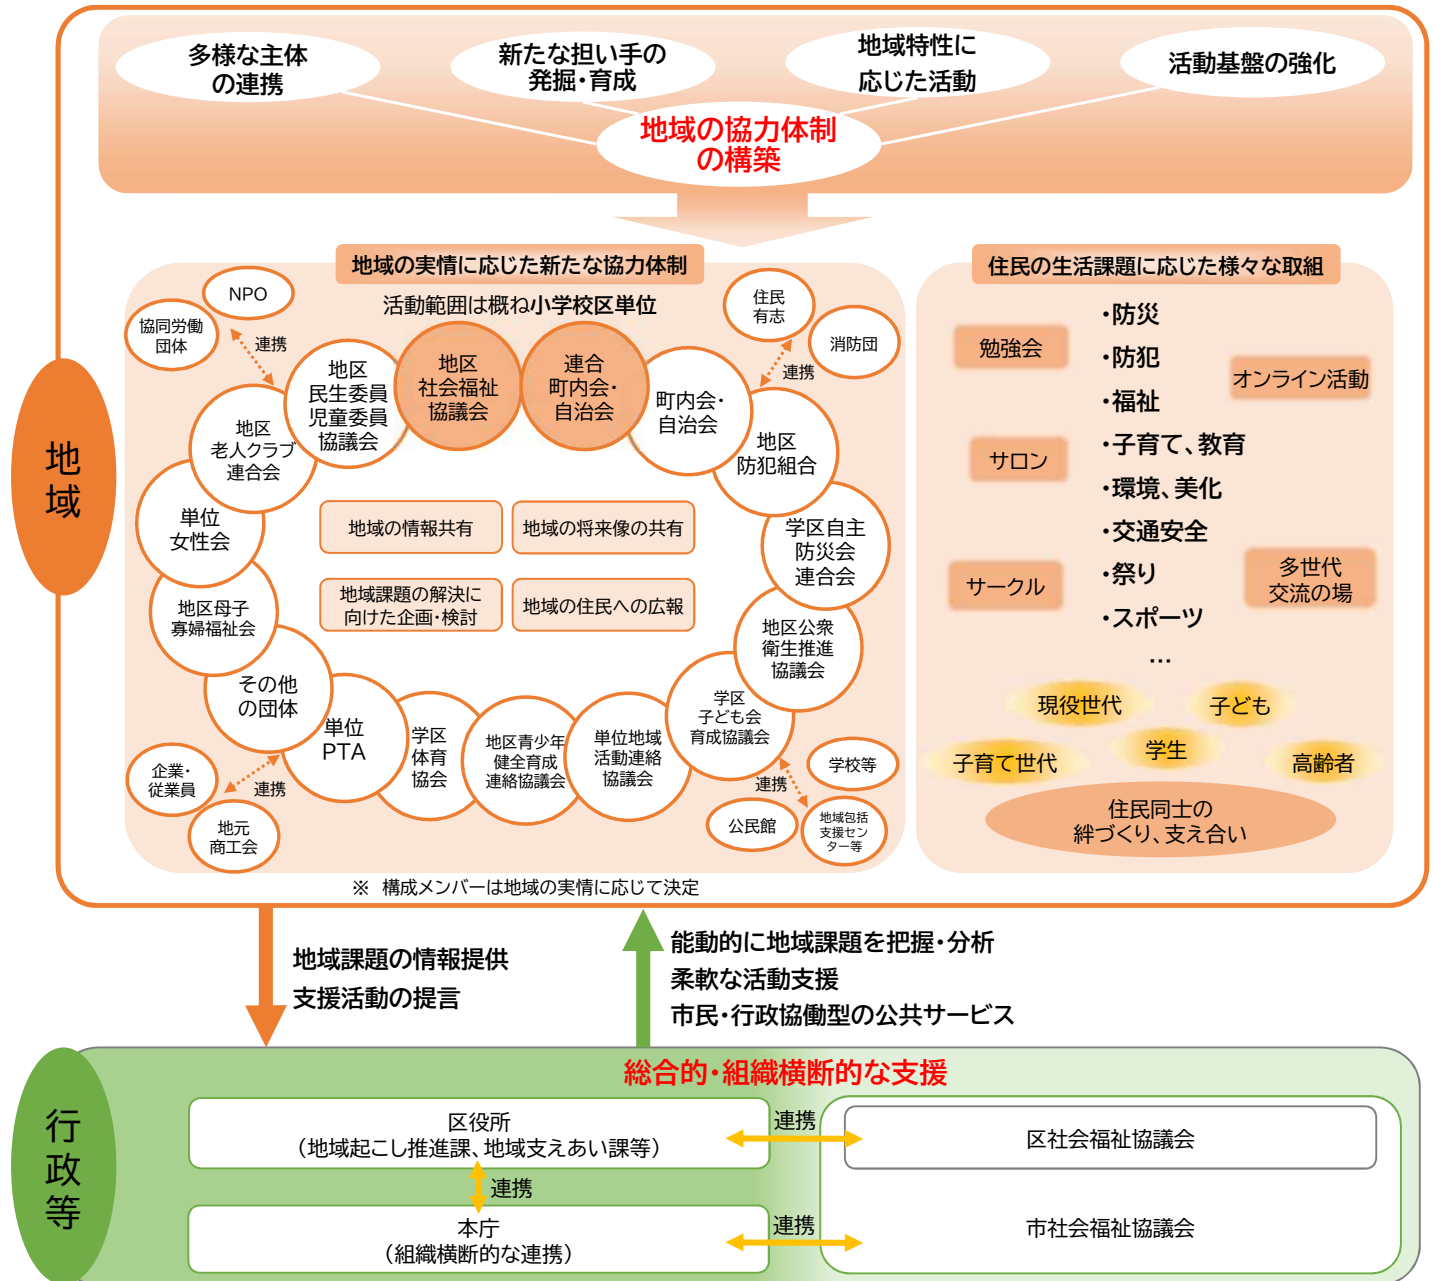 多様な主体
の連携
新たな担い手の
発掘・育成
地域特性に
応じた活動
活動基盤の強化
地域の協力体制
の構築
地域
地域の実情に応じた新たな協力体制
活動範囲は概ね小学校区単位
NPO
協同労働
団体
連携
住民
有志
消防団
連携
地区
民生委員
児童委員
協議会
地区
社会福祉
協議会
連合
町内会・
自治会
町内会・
自治会
地区
防犯組合
学区自主
防災会
連合会
地区公衆
衛生推進
協議会
学区
子ども会
育成協議会
単位地域
活動連絡
協議会
地区青少年
健全育成
連絡協議会
学区
体育
協会
単位
PTA
その他
の団体
地区母子
寡婦福祉会
単位
女性会
地区
老人クラブ
連合会
地域の情報共有
地域の将来像の共有
地域課題の解決に
向けた企画・検討
地域の住民への広報
企業・
従業員
連携
地元
商工会
学校等
連携
公民館
地域包括
支援セン
ター等
※ 構成メンバーは地域の実情に応じて決定
住民の生活課題に応じた様々な取組
勉強会
サロン
サークル
・防災
・防犯
・福祉
・子育て、教育
・環境、美化
・交通安全
・祭り
・スポーツ
…
オンライン活動
多世代
交流の場
現役世代
子ども
子育て世代
学生
高齢者
住民同士の
絆づくり、支え合い
地域課題の情報提供
支援活動の提言
能動的に地域課題を把握・分析
柔軟な活動支援
市民・行政協働型の公共サービス
行政等
総合的・組織横断的な支援
区役所
（地域起こし推進課、地域支えあい課等）
連携
区社会福祉協議会
連携
本庁
（組織横断的な連携）
連携
市社会福祉協議会